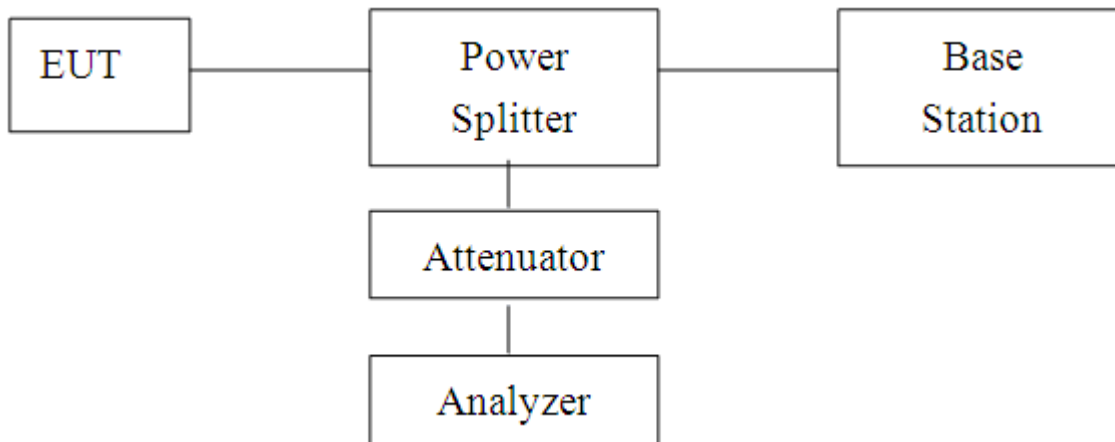 EUT
Power
Splitter
Base
Station
Attenuator
Analyzer